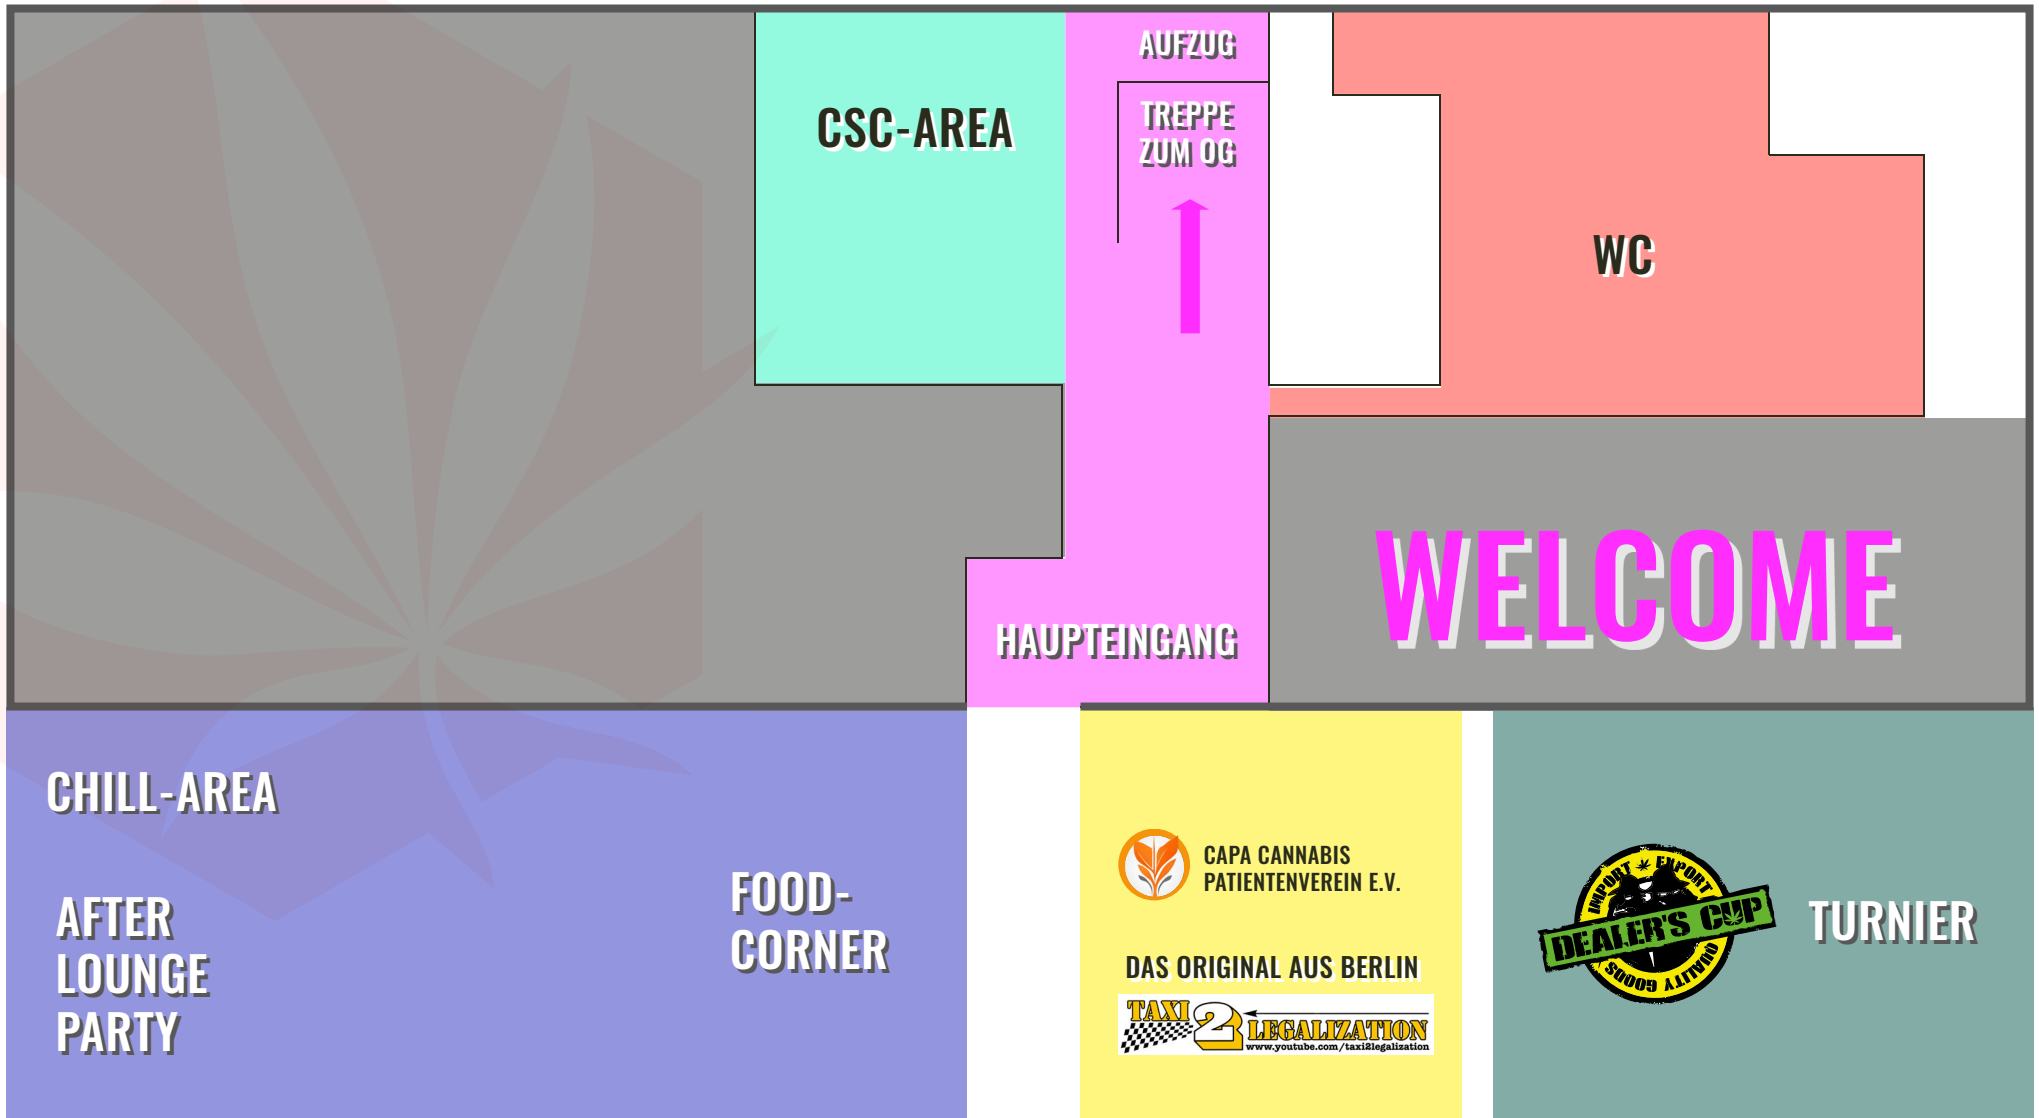 AUFZUG
TREPPE
ZUM OG
CSC-AREA
WC
WELCOME
HAUPTEINGANG
CHILL-AREA
AFTER
LOUNGE
PARTY
FOOD-
CORNER
CAPA CANNABIS
PATIENTENVEREIN E.V.
DAS ORIGINAL AUS BERLIN
TAXI 2 LEGALIZATION
www.youtube.com/taxi2legalization
IMPORT EXPORT
DEALER'S CUP
QUALITY GOODS
TURNIER